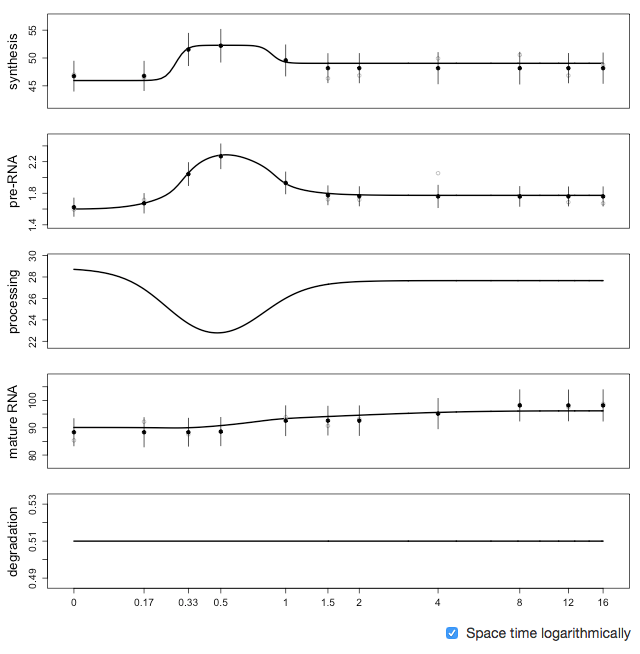 synthesis
55
50
45
pre-RNA
2.2
1.8
1.4
processing
30
28
26
24
22
mature RNA
100
90
80
degradation
0.53
0.51
0.49
0 0.17 0.33 0.5 1 1.5 2 4 8 12 16
Space time logarithmically